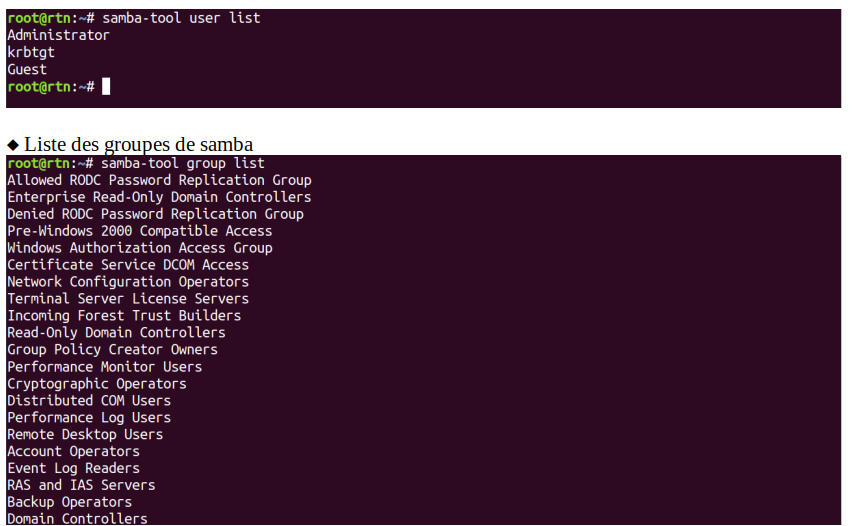 root@rtn:~# samba-tool user list
Administrator
krbtgt
Guest
root@rtn:~#
◆ Liste des groupes de samba
root@rtn:~# samba-tool group list
Allowed RODC Password Replication Group
Enterprise Read-Only Domain Controllers
Denied RODC Password Replication Group
Pre-Windows 2000 Compatible Access
Windows Authorization Access Group
Certificate Service DCOM Access
Network Configuration Operators
Terminal Server License Servers
Incoming Forest Trust Builders
Read-Only Domain Controllers
Group Policy Creator Owners
Performance Monitor Users
Cryptographic Operators
Distributed COM Users
Performance Log Users
Remote Desktop Users
Account Operators
Event Log Readers
RAS and IAS Servers
Backup Operators
Domain Controllers